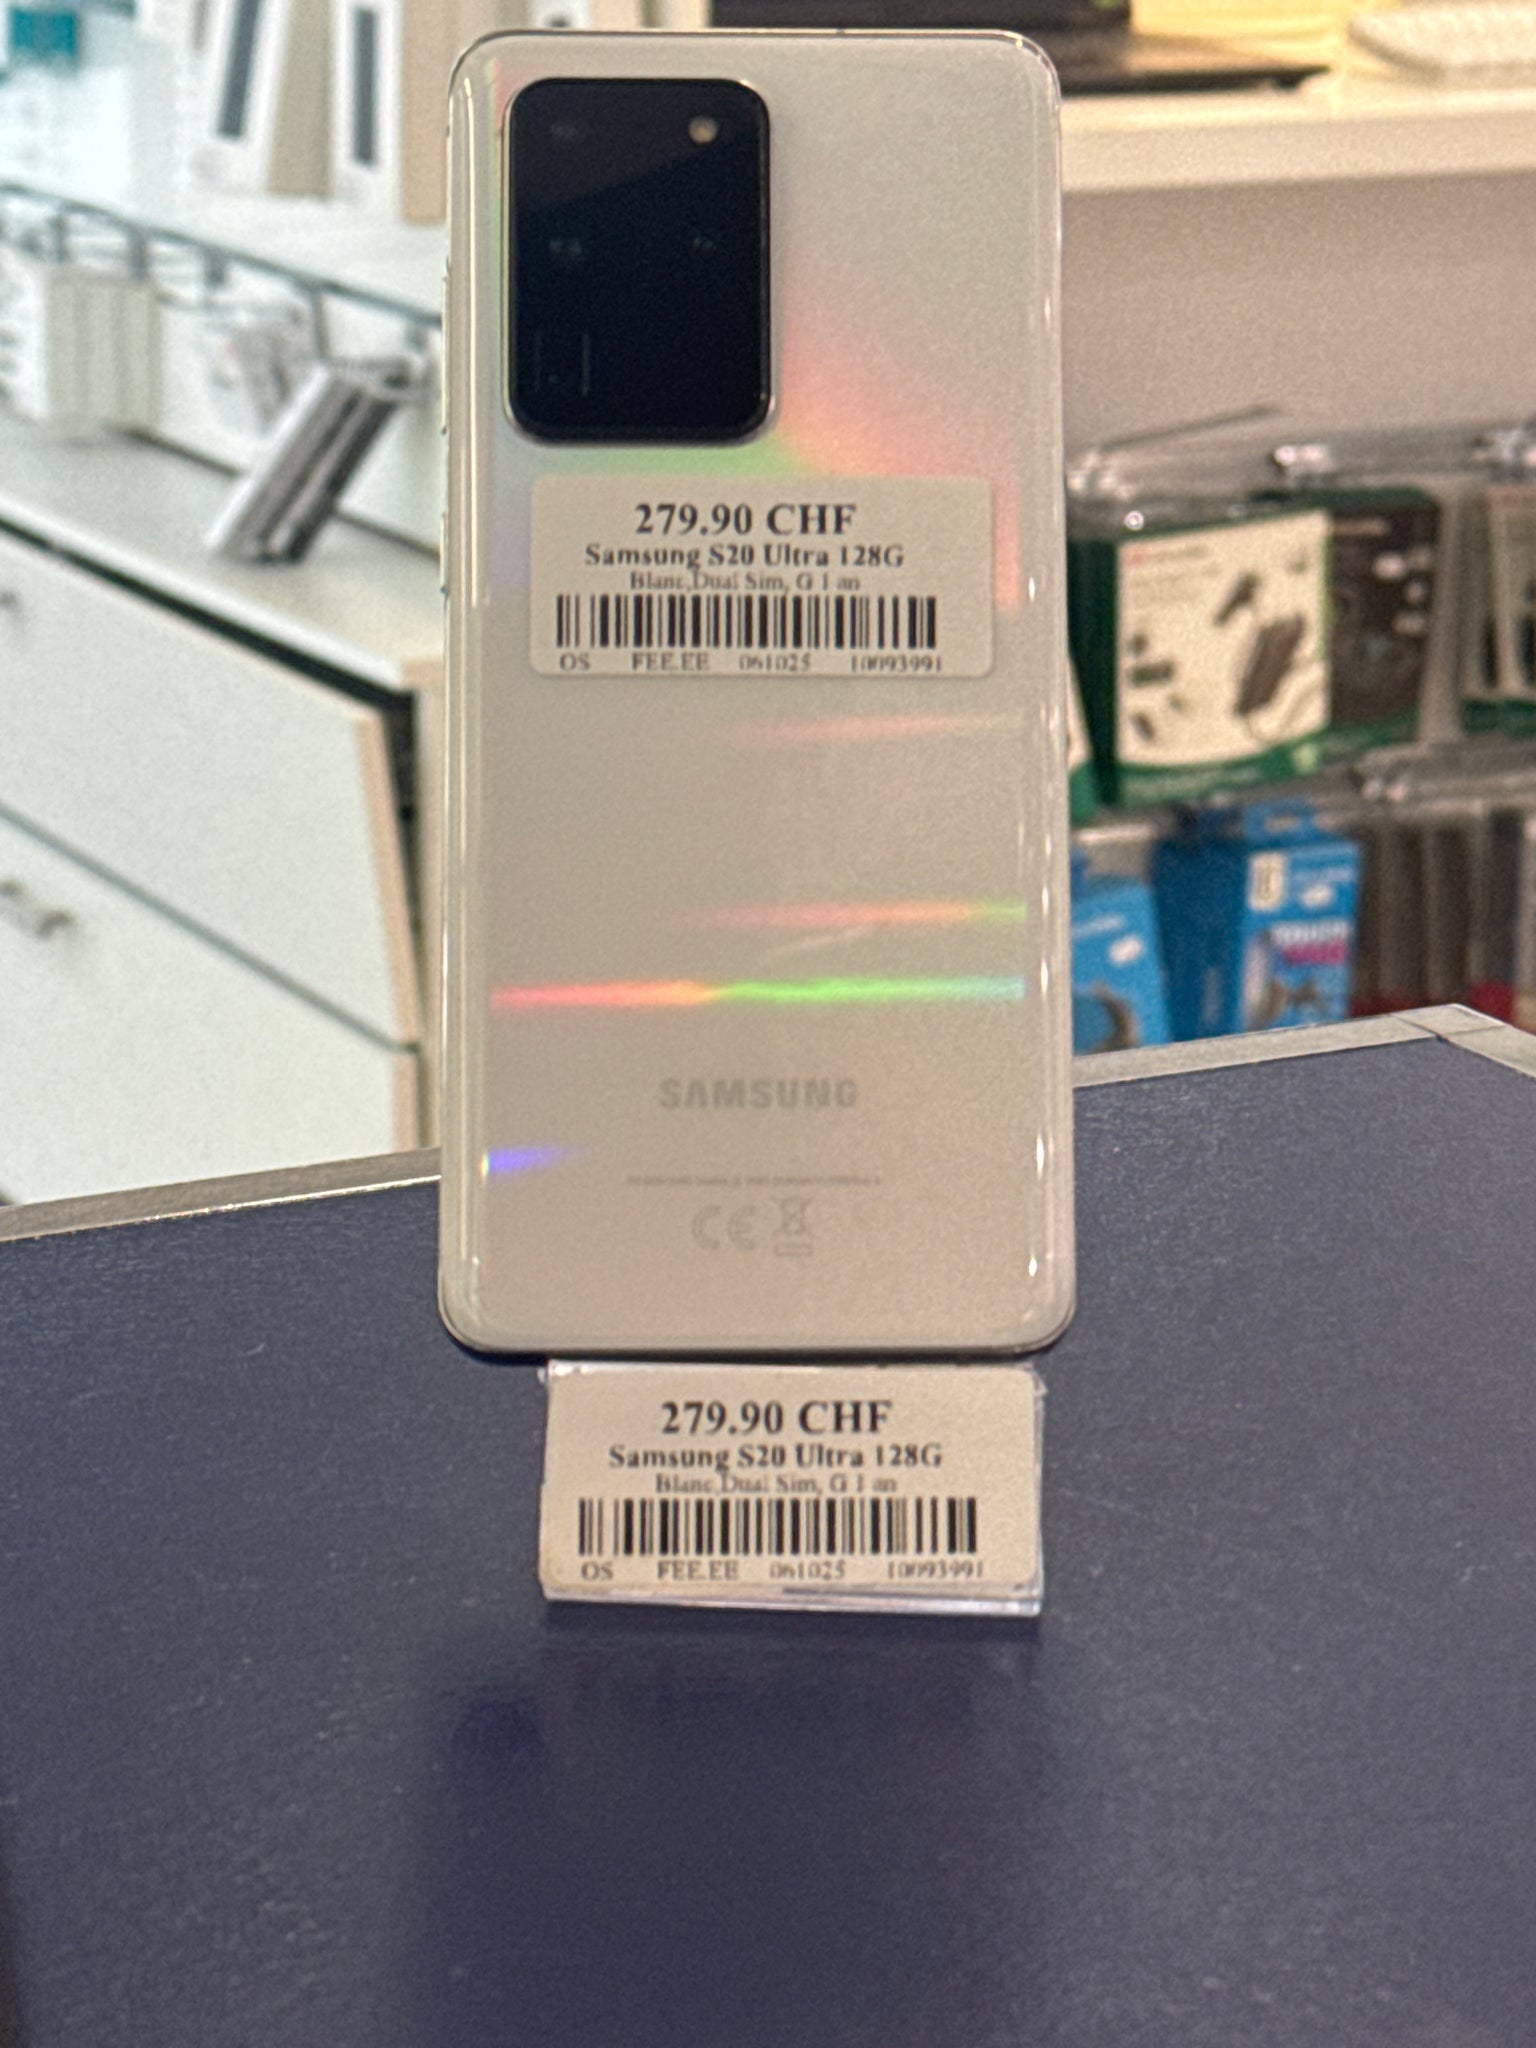 279.90 CHF
Samsung S20 Ultra 128G
Blanc,Dual Sim, G 1 an
OS FEE.EE 061025 10093991
SAMSUNG
CE
279.90 CHF
Samsung S20 Ultra 128G
Blanc,Dual Sim, G 1 an
OS FEE.EE 061025 10093991